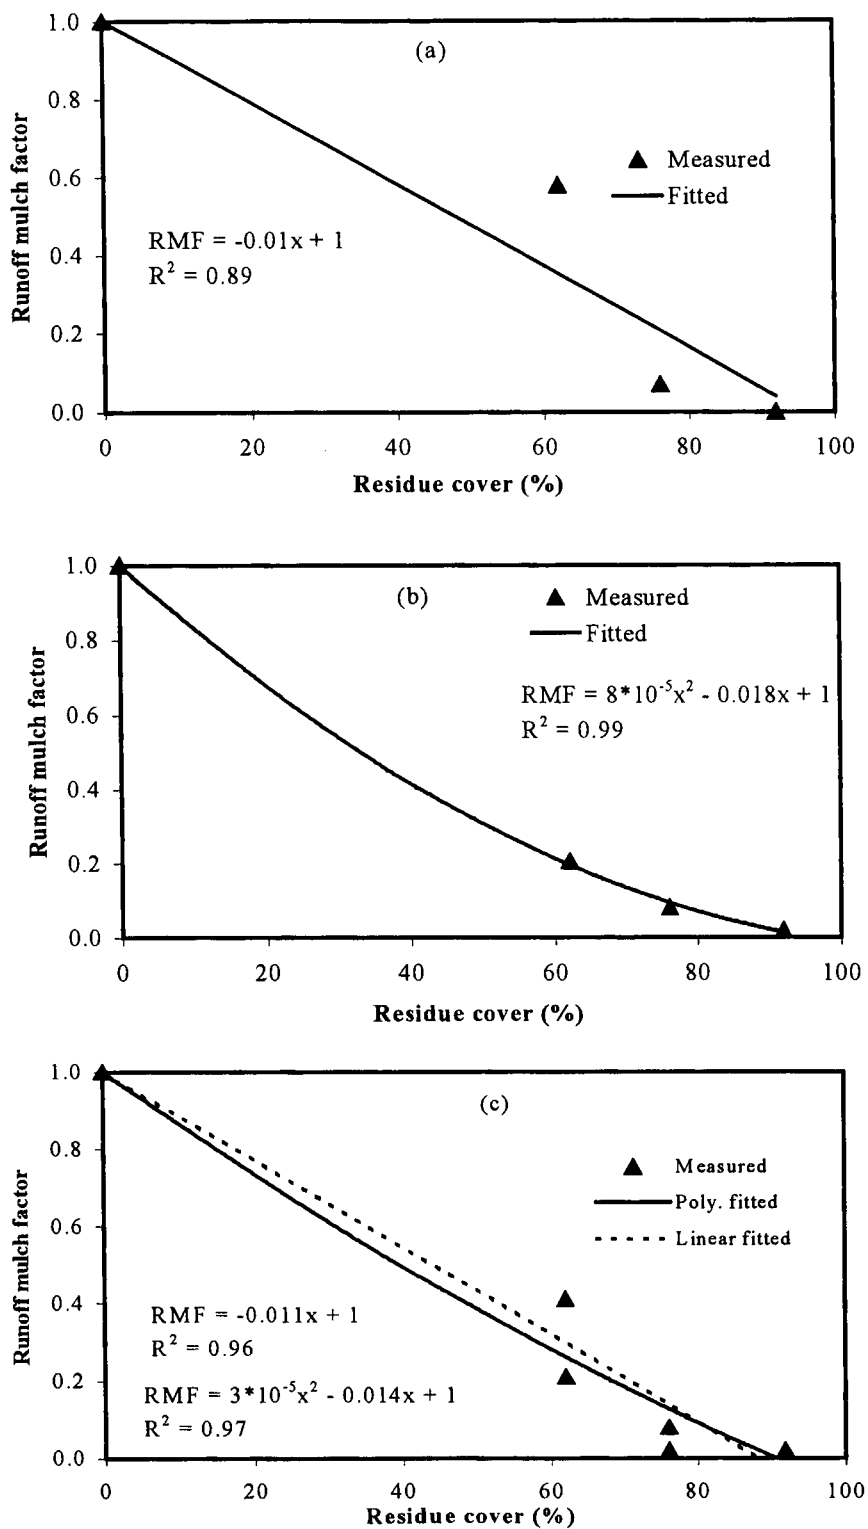 (a)
Runoff mulch factor
1.0
0.8
0.6
0.4
0.2
0.0
Measured
Fitted
RMF = -0.01x + 1
R² = 0.89
0 20 40 60 80 100
Residue cover (%)
(b)
Runoff mulch factor
1.0
0.8
0.6
0.4
0.2
0.0
Measured
Fitted
RMF = 8*10⁻⁵x² - 0.018x + 1
R² = 0.99
0 20 40 60 80 100
Residue cover (%)
(c)
Runoff mulch factor
1.0
0.8
0.6
0.4
0.2
0.0
Measured
Poly. fitted
Linear fitted
RMF = -0.011x + 1
R² = 0.96
RMF = 3*10⁻⁵x² - 0.014x + 1
R² = 0.97
0 20 40 60 80 100
Residue cover (%)